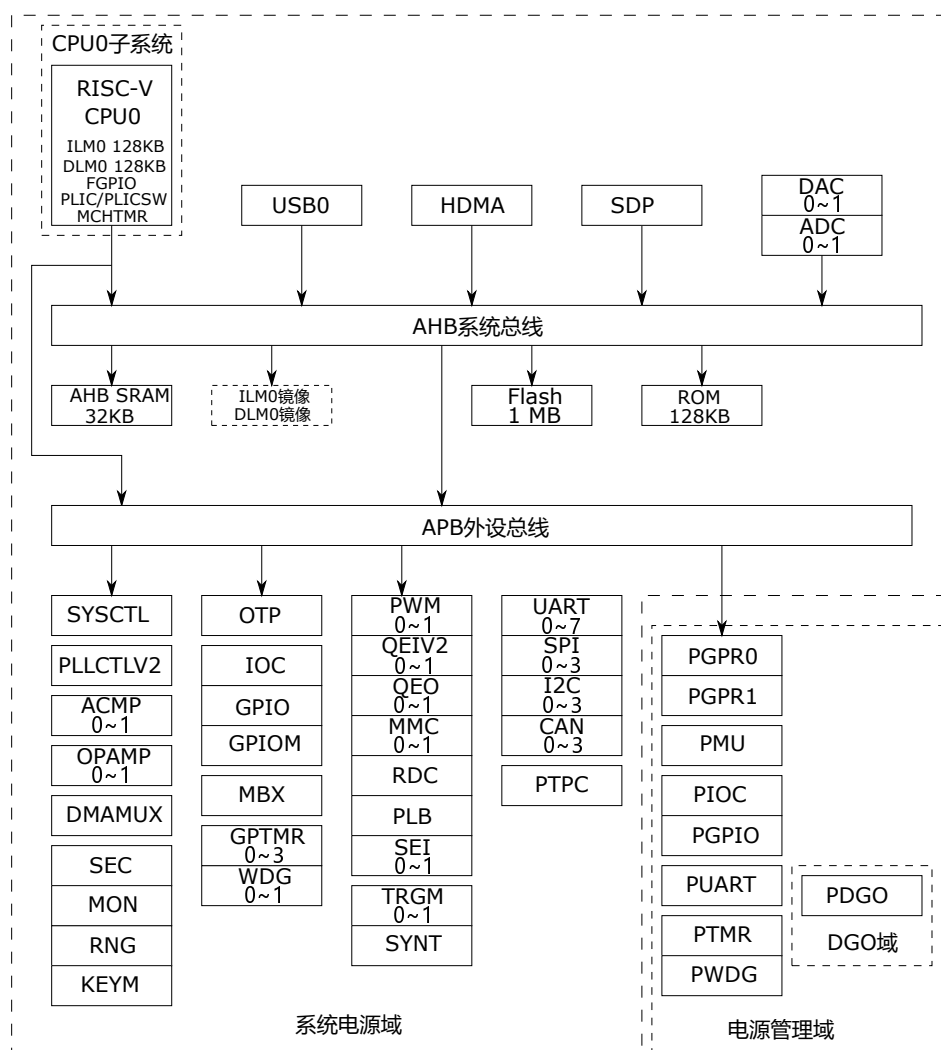 CPU0子系统
RISC-V
CPU0
ILM0 128KB
DLM0 128KB
FGPIO
PLIC/PLICSW
MCHTMR
USB0
HDMA
SDP
DAC
0~1
ADC
0~1
AHB系统总线
AHB SRAM
32KB
ILM0镜像
DLM0镜像
Flash
1 MB
ROM
128KB
APB外设总线
SYSCTL
PLLCTLV2
ACMP
0~1
OPAMP
0~1
DMAMUX
SEC
MON
RNG
KEYM
OTP
IOC
GPIO
GPIOM
MBX
GPTMR
0~3
WDG
0~1
PWM
0~1
QEIV2
0~1
QEO
0~1
MMC
0~1
RDC
PLB
SEI
0~1
TRGM
0~1
SYNT
UART
0~7
SPI
0~3
I2C
0~3
CAN
0~3
PTPC
PGPR0
PGPR1
PMU
PIOC
PGPIO
PUART
PTMR
PWDG
PDGO
DGO域
系统电源域
电源管理域